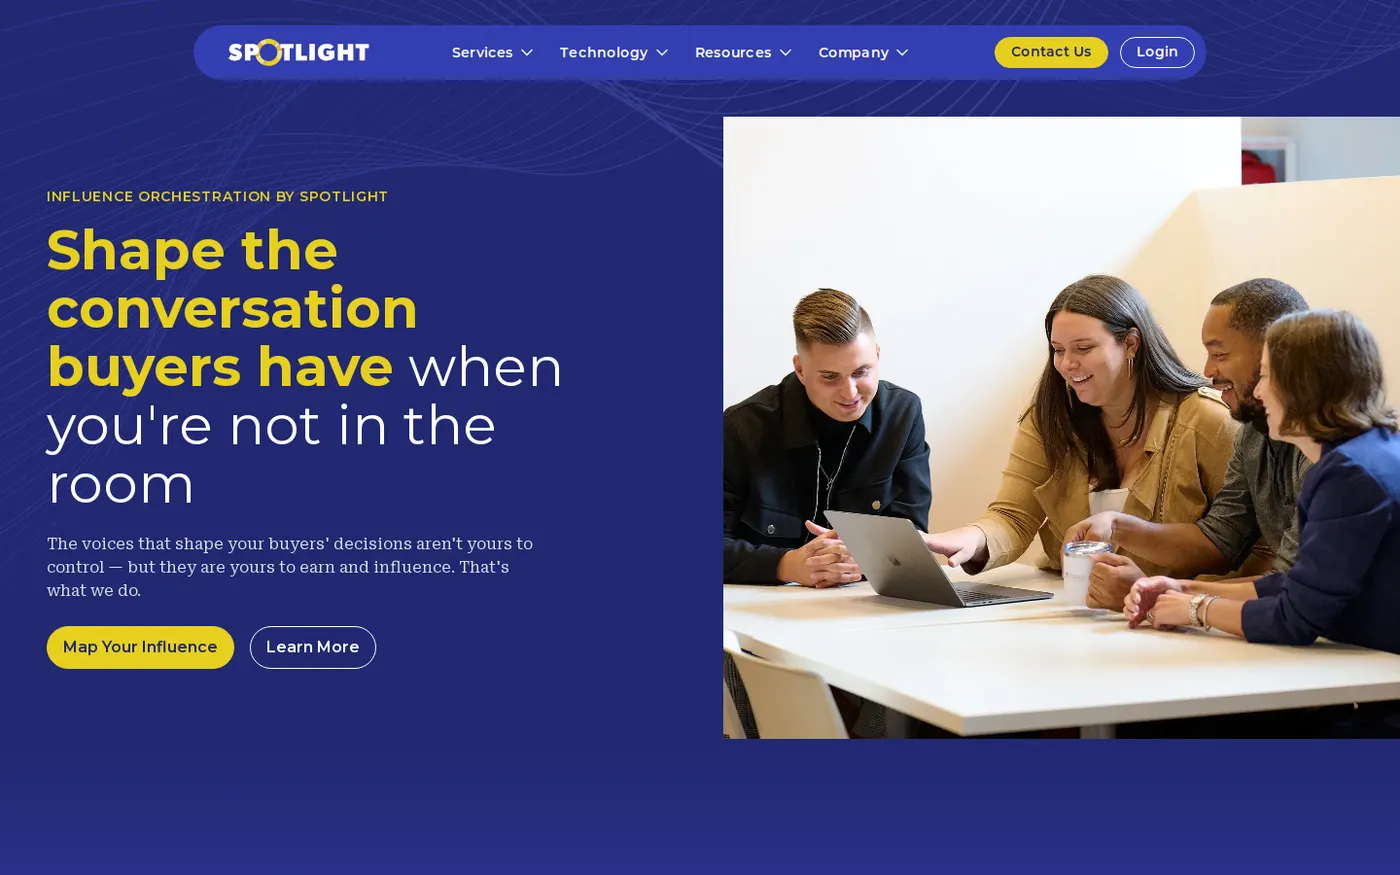 SPOTLIGHT
Services
Technology
Resources
Company
Contact Us
Login
INFLUENCE ORCHESTRATION BY SPOTLIGHT
Shape the
conversation
buyers have when
you're not in the
room
The voices that shape your buyers' decisions aren't yours to
control — but they are yours to earn and influence. That's
what we do.
Map Your Influence
Learn More